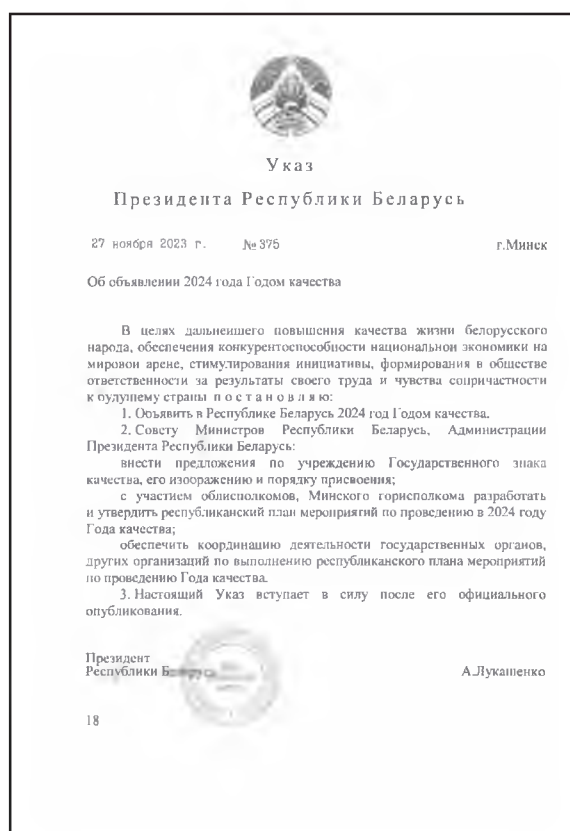 Указ
Президента Республики Беларусь
27 ноября 2023 г. № 375 г.Минск
Об объявлении 2024 года Годом качества
В целях дальнейшего повышения качества жизни белорусского
народа, обеспечения конкурентоспособности национальной экономики на
мировой арене, стимулирования инициативы, формирования в обществе
ответственности за результаты своего труда и чувства сопричастности
к будущему страны п о с т а н о в л я ю:
1. Объявить в Республике Беларусь 2024 год Годом качества.
2. Совету Министров Республики Беларусь, Администрации
Президента Республики Беларусь:
внести предложения по учреждению Государственного знака
качества, его изображению и порядку присвоения;
с участием облисполкомов, Минского горисполкома разработать
и утвердить республиканский план мероприятий по проведению в 2024 году
Года качества;
обеспечить координацию деятельности государственных органов,
других организаций по выполнению республиканского плана мероприятий
по проведению Года качества.
3. Настоящий Указ вступает в силу после его официального
опубликования.
Президент
Республики Беларусь А.Лукашенко
18